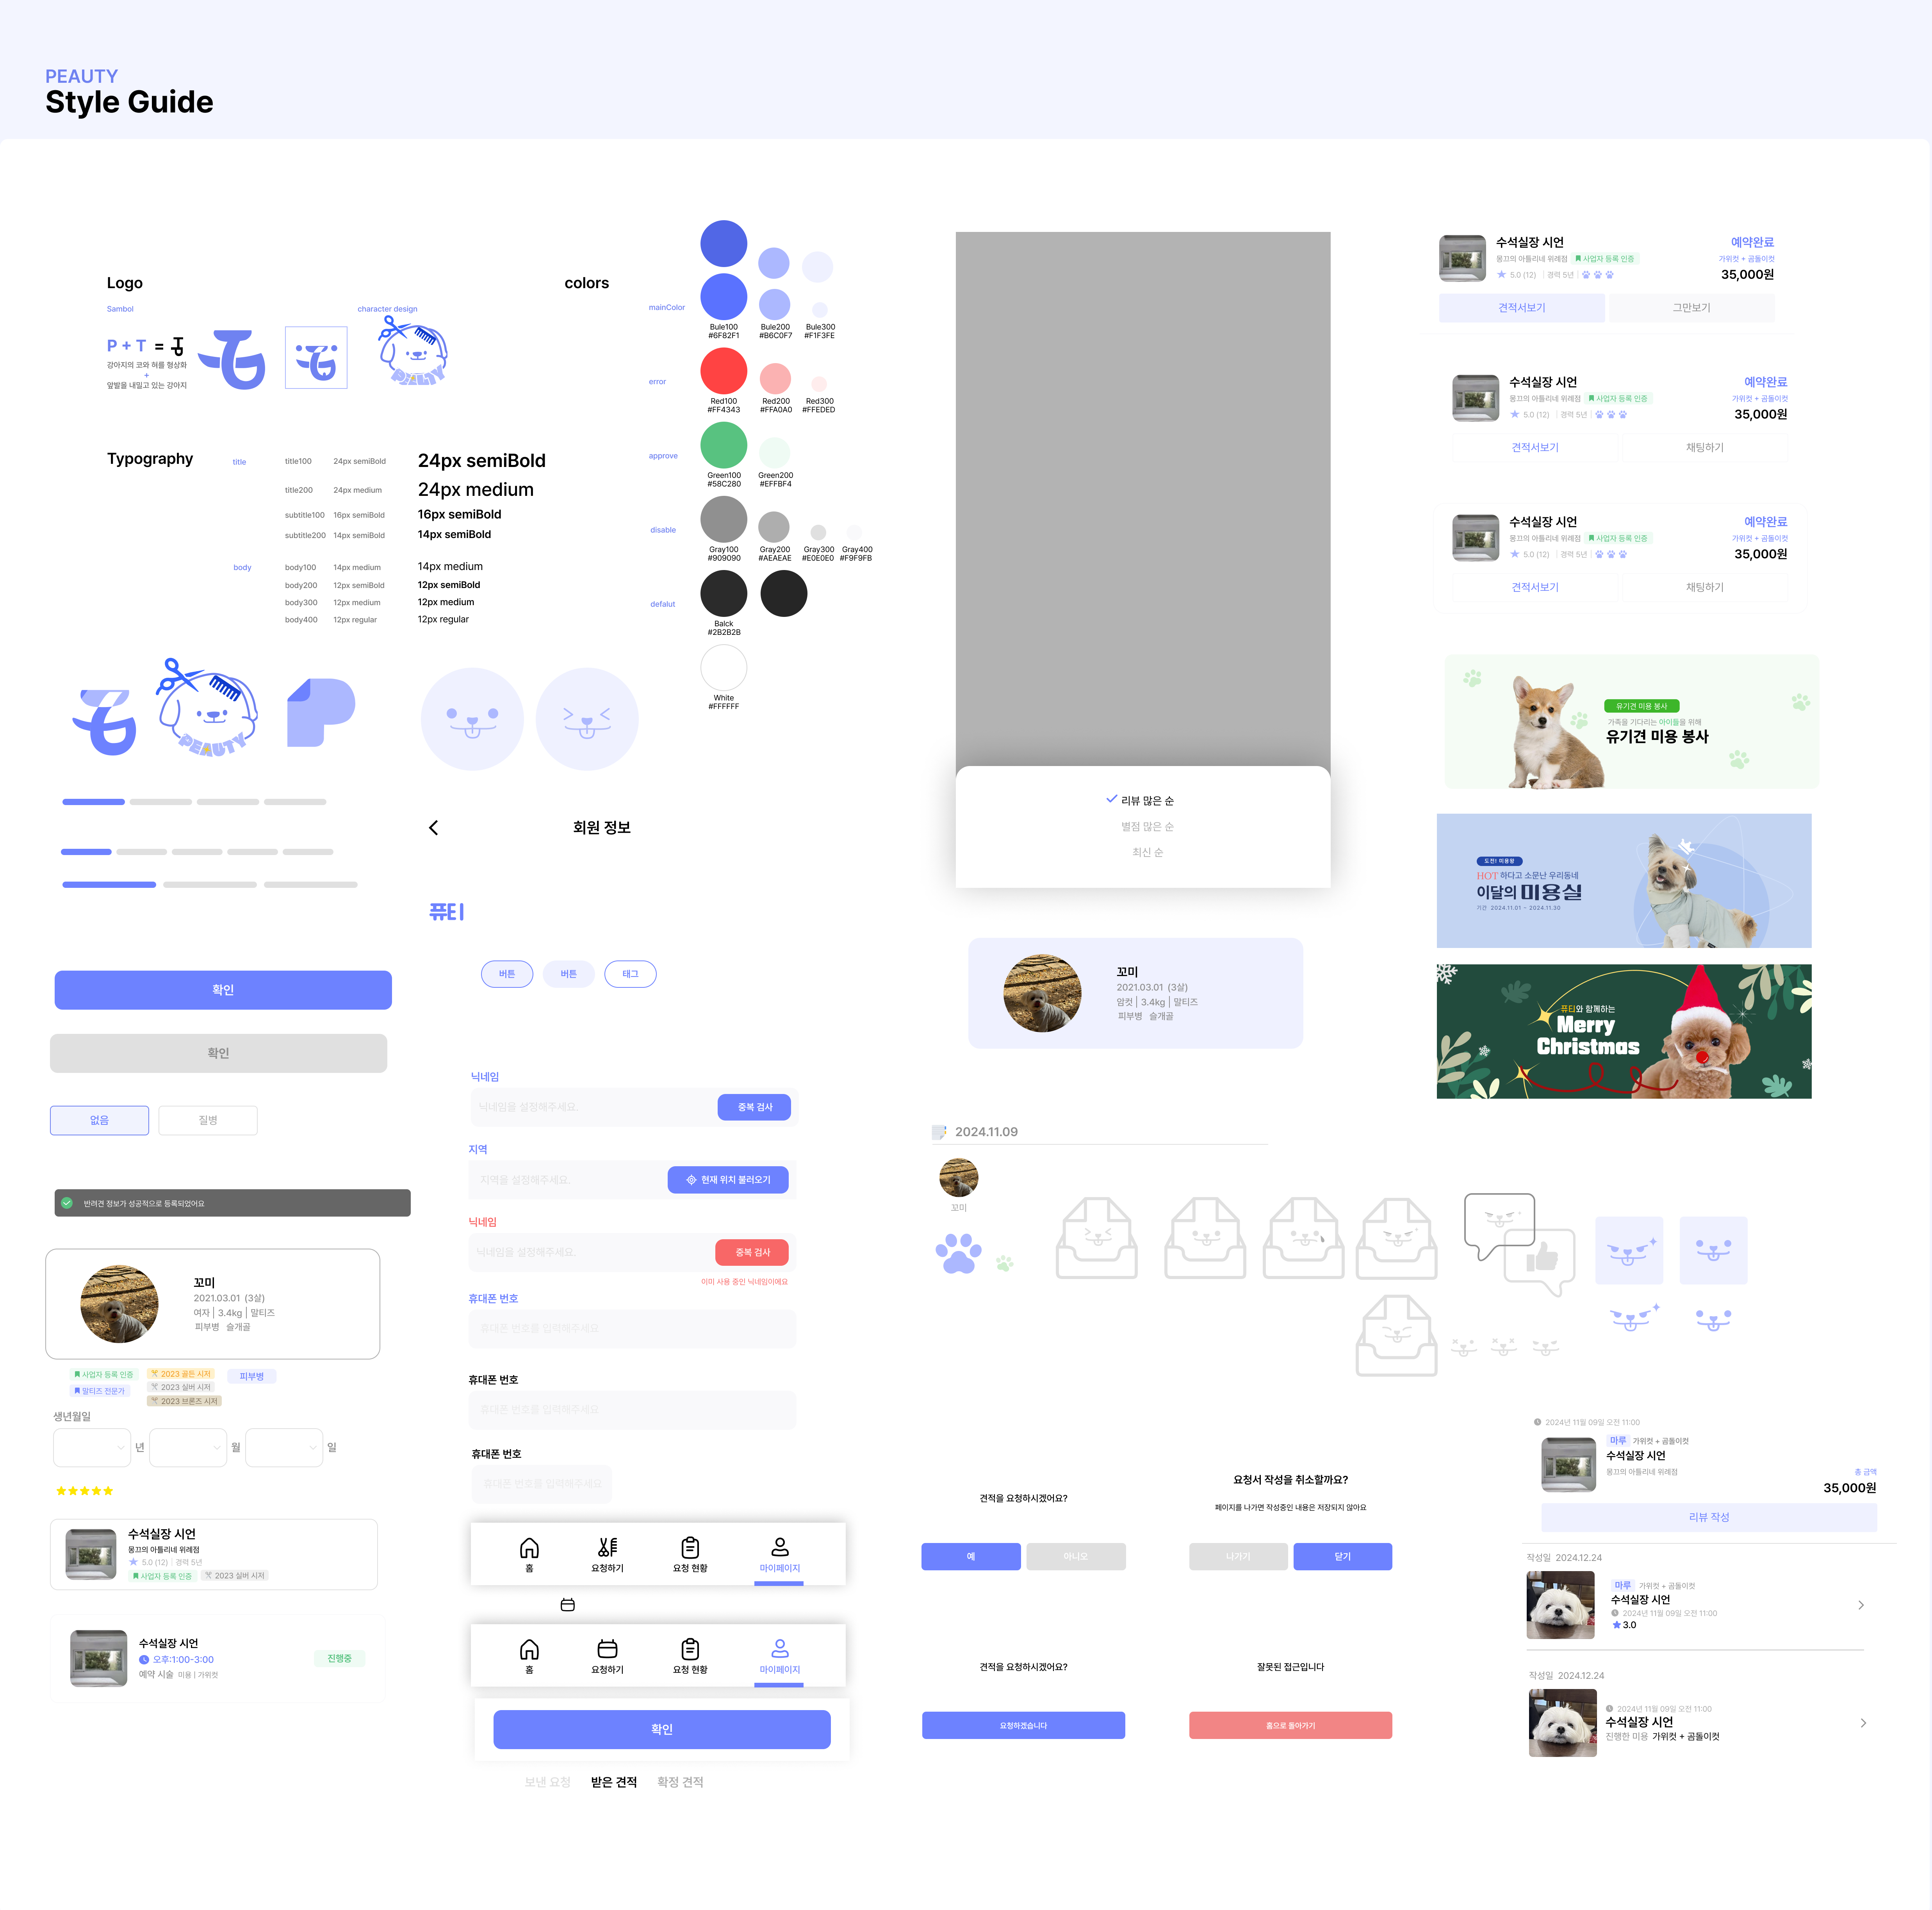 PEAUTY
Style Guide
Logo
Sambol
character design
P + T =
강아지의 코와 혀를 형상화
+
앞발을 내밀고 있는 강아지
PEAUTY
colors
mainColor
Bule100
#6F82F1
Bule200
#B6C0F7
Bule300
#F1F3FE
error
Red100
#FF4343
Red200
#FFA0A0
Red300
#FFEDED
approve
Green100
#58C280
Green200
#EFFBF4
disable
Gray100
#909090
Gray200
#AEAEAE
Gray300
#E0E0E0
Gray400
#F9F9FB
defalut
Balck
#2B2B2B
White
#FFFFFF
Typography
title
title100 24px semiBold 24px semiBold
title200 24px medium 24px medium
subtitle100 16px semiBold 16px semiBold
subtitle200 14px semiBold 14px semiBold
body
body100 14px medium 14px medium
body200 12px semiBold 12px semiBold
body300 12px medium 12px medium
body400 12px regular 12px regular
PEAUTY
회원 정보
퓨티
확인
확인
없음
질병
반려견 정보가 성공적으로 등록되었어요
꼬미
2021.03.01 (3살)
여자 | 3.4kg | 말티즈
피부병 슬개골
사업자 등록 인증
말티즈 전문가
2023 골든 시저
2023 실버 시저
2023 브론즈 시저
피부병
생년월일
년
월
일
수석실장 시언
몽끄의 아틀리네 위례점
5.0 (12) | 경력 5년
사업자 등록 인증
2023 실버 시저
수석실장 시언
오후:1:00-3:00
예약 시술 미용 | 가위컷
진행중
버튼
버튼
태그
닉네임
닉네임을 설정해주세요.
중복 검사
지역
지역을 설정해주세요.
현재 위치 불러오기
닉네임
닉네임을 설정해주세요.
중복 검사
이미 사용 중인 닉네임이에요
휴대폰 번호
휴대폰 번호를 입력해주세요
휴대폰 번호
휴대폰 번호를 입력해주세요
휴대폰 번호
휴대폰 번호를 입력해주세요
홈
요청하기
요청 현황
마이페이지
홈
요청하기
요청 현황
마이페이지
확인
보낸 요청
받은 견적
확정 견적
리뷰 많은 순
별점 많은 순
최신 순
꼬미
2021.03.01 (3살)
암컷 | 3.4kg | 말티즈
피부병 슬개골
2024.11.09
꼬미
견적을 요청하시겠어요?
예
아니오
요청서 작성을 취소할까요?
페이지를 나가면 작성중인 내용은 저장되지 않아요
나가기
닫기
견적을 요청하시겠어요?
요청하겠습니다
잘못된 접근입니다
홈으로 돌아가기
수석실장 시언
몽끄의 아틀리네 위례점
사업자 등록 인증
5.0 (12) | 경력 5년
예약완료
가위컷 + 곰돌이컷
35,000원
견적서보기
그만보기
수석실장 시언
몽끄의 아틀리네 위례점
사업자 등록 인증
5.0 (12) | 경력 5년
예약완료
가위컷 + 곰돌이컷
35,000원
견적서보기
채팅하기
수석실장 시언
몽끄의 아틀리네 위례점
사업자 등록 인증
5.0 (12) | 경력 5년
예약완료
가위컷 + 곰돌이컷
35,000원
견적서보기
채팅하기
유기견 미용 봉사
가족을 기다리는 아이들을 위해
유기견 미용 봉사
도전! 미용왕
HOT 하다고 소문난 우리동네
이달의 미용실
기간 2024.11.01 ~ 2024.11.30
퓨티와 함께하는
Merry
Christmas
2024년 11월 09일 오전 11:00
마루 가위컷 + 곰돌이컷
수석실장 시언
몽끄의 아틀리네 위례점
총 금액
35,000원
리뷰 작성
작성일 2024.12.24
마루 가위컷 + 곰돌이컷
수석실장 시언
2024년 11월 09일 오전 11:00
3.0
작성일 2024.12.24
2024년 11월 09일 오전 11:00
수석실장 시언
진행한 미용 가위컷 + 곰돌이컷